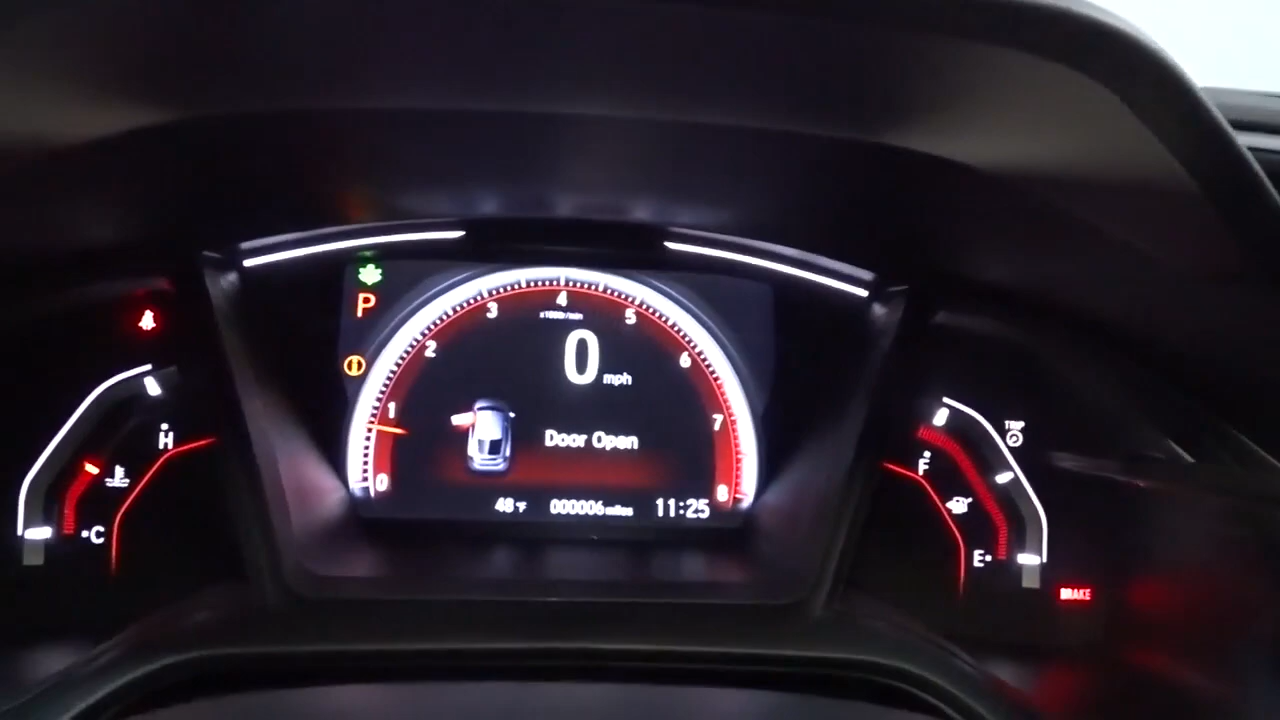 P
0 1 2 3 4 5 6 7 8
x1000r/min
0 mph
Door Open
48°F 000006 miles 11:25
H
C
TRIP
F
E
BRAKE